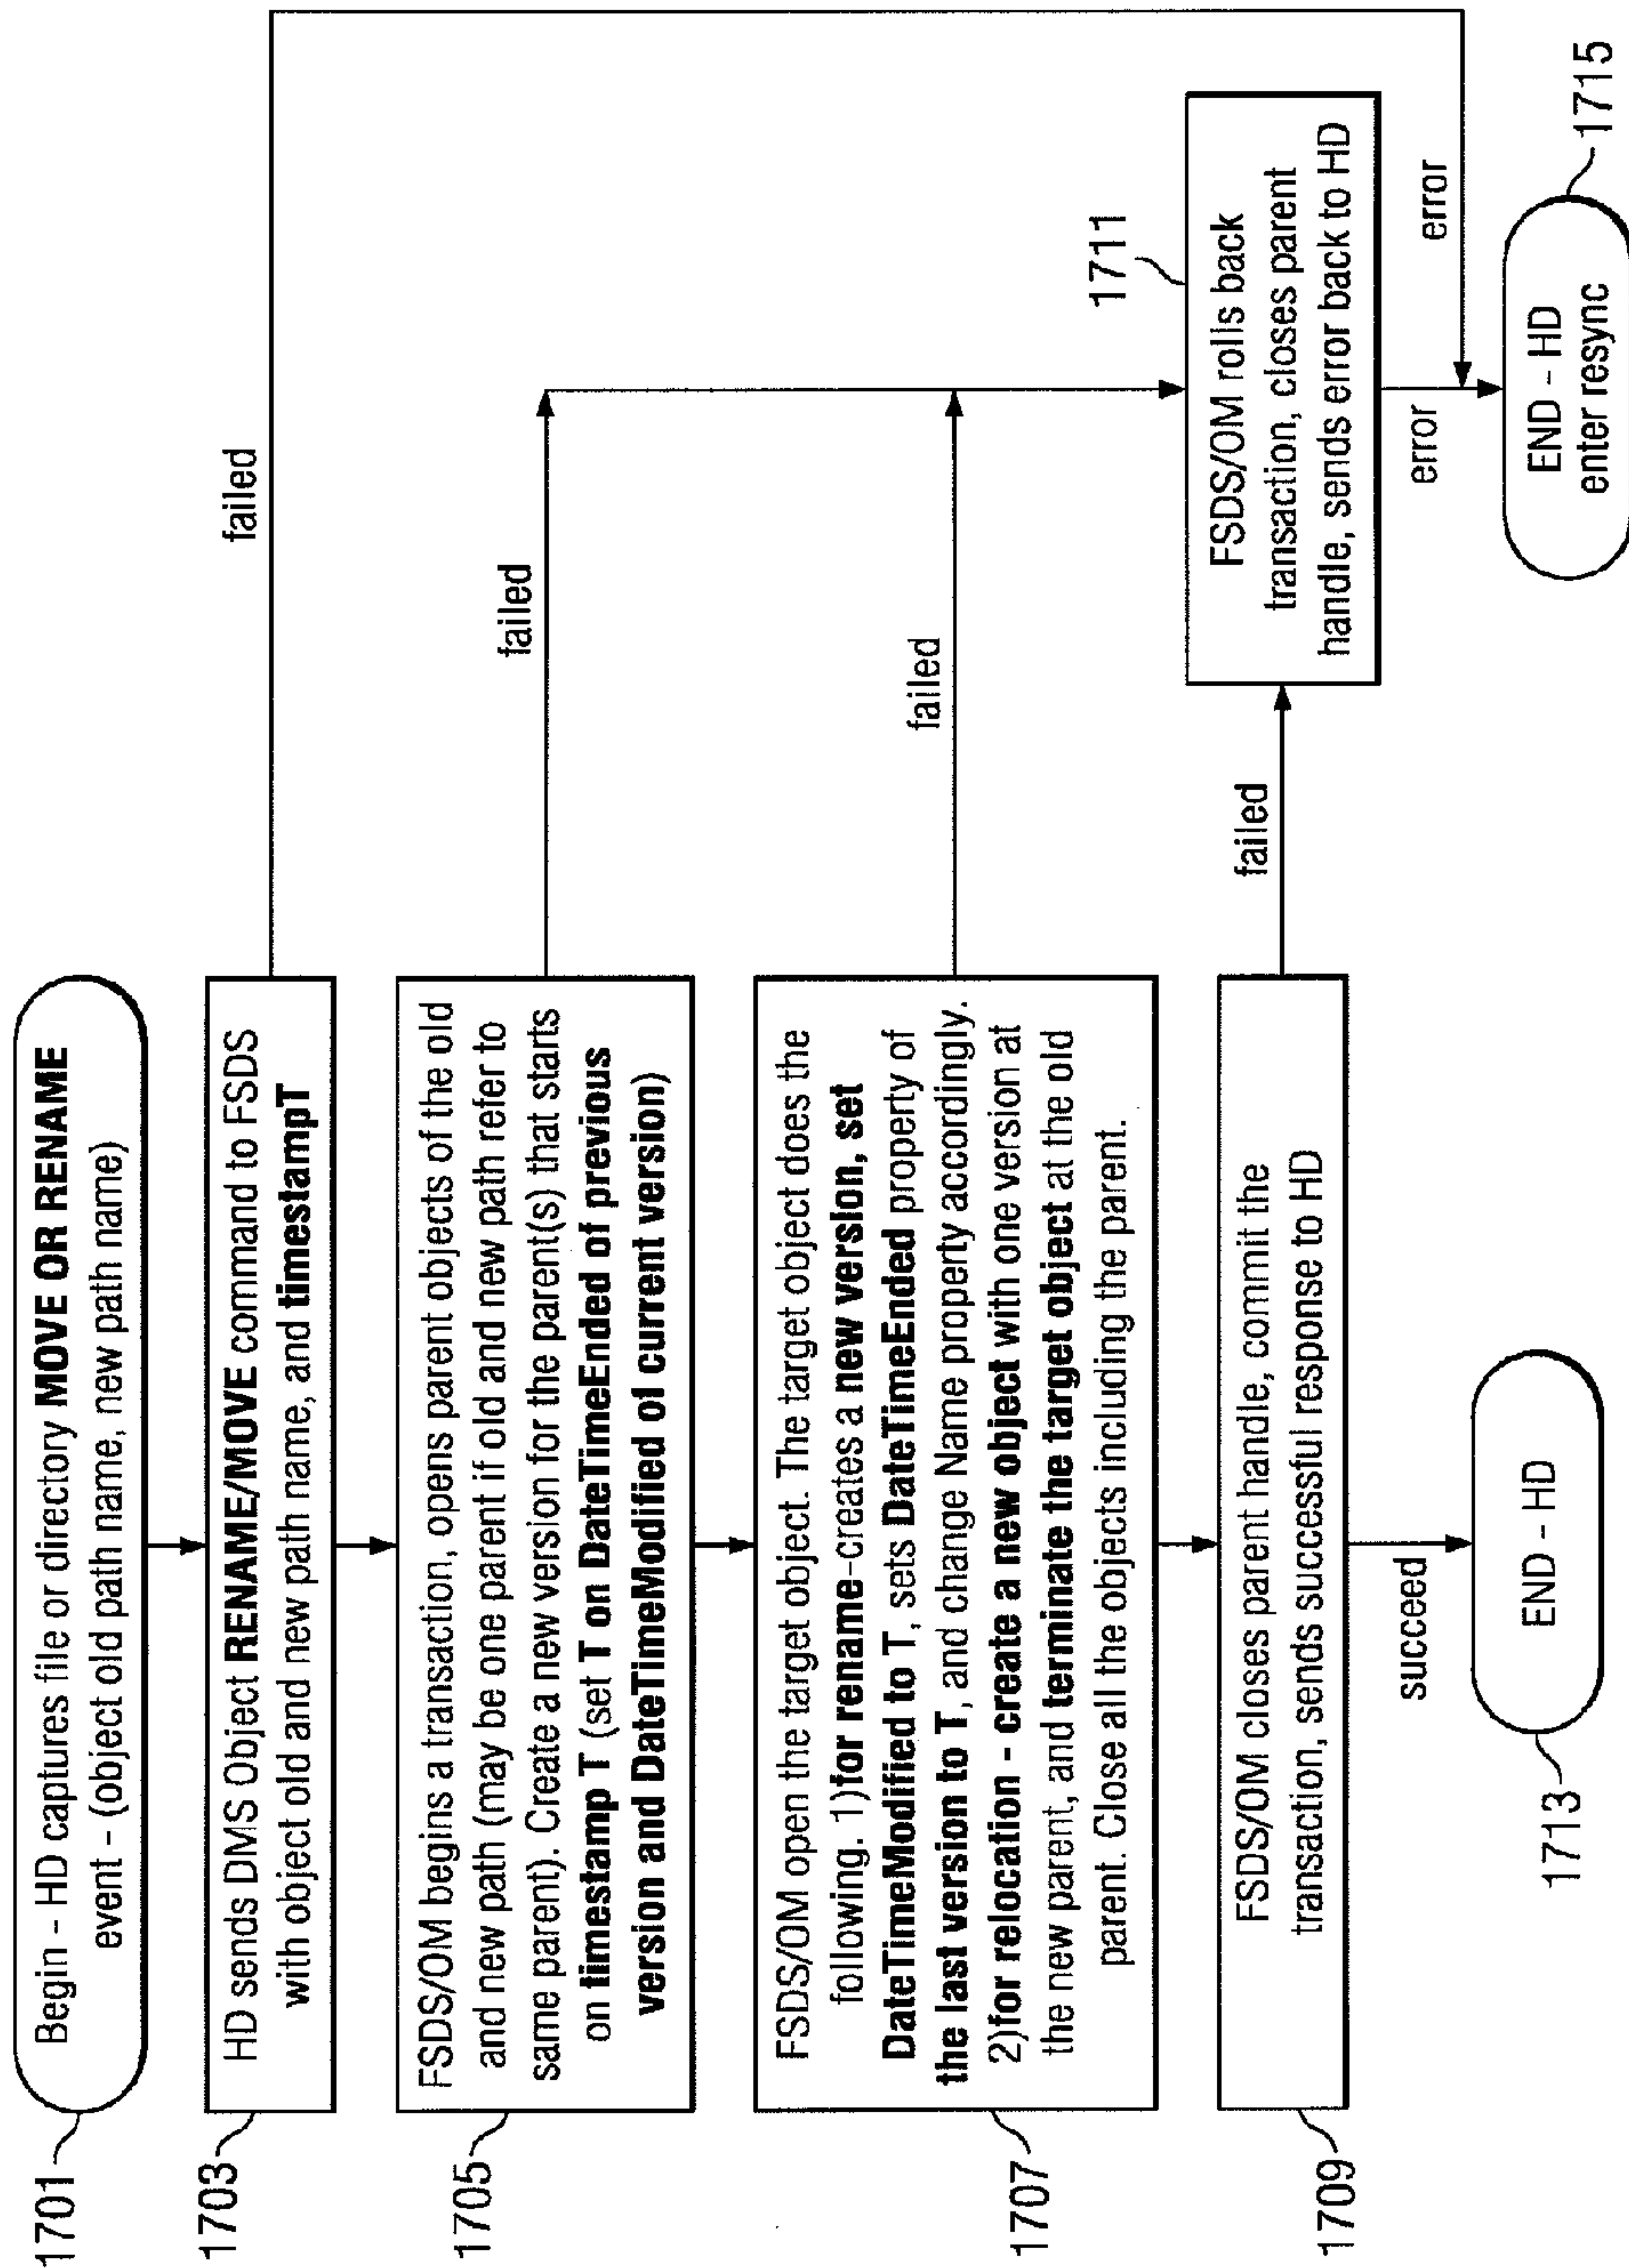 1701
Begin - HD captures file or directory MOVE OR RENAME
event - (object old path name, new path name)
1703
HD sends DMS Object RENAME/MOVE command to FSDS
with object old and new path name, and timestampT
failed
1705
FSDS/OM begins a transaction, opens parent objects of the old
and new path (may be one parent if old and new path refer to
same parent). Create a new version for the parent(s) that starts
on timestamp T (set T on DateTimeEnded of previous
version and DateTimeModified of current version)
failed
1707
FSDS/OM open the target object. The target object does the
following. 1)for rename-creates a new version, set
DateTimeModified to T, sets DateTimeEnded property of
the last version to T, and change Name property accordingly.
2)for relocation - create a new object with one version at
the new parent, and terminate the target object at the old
parent. Close all the objects including the parent.
failed
1709
FSDS/OM closes parent handle, commit the
transaction, sends successful response to HD
failed
1711
FSDS/OM rolls back
transaction, closes parent
handle, sends error back to HD
succeed
error
error
1713
END - HD
END - HD
enter resync
1715